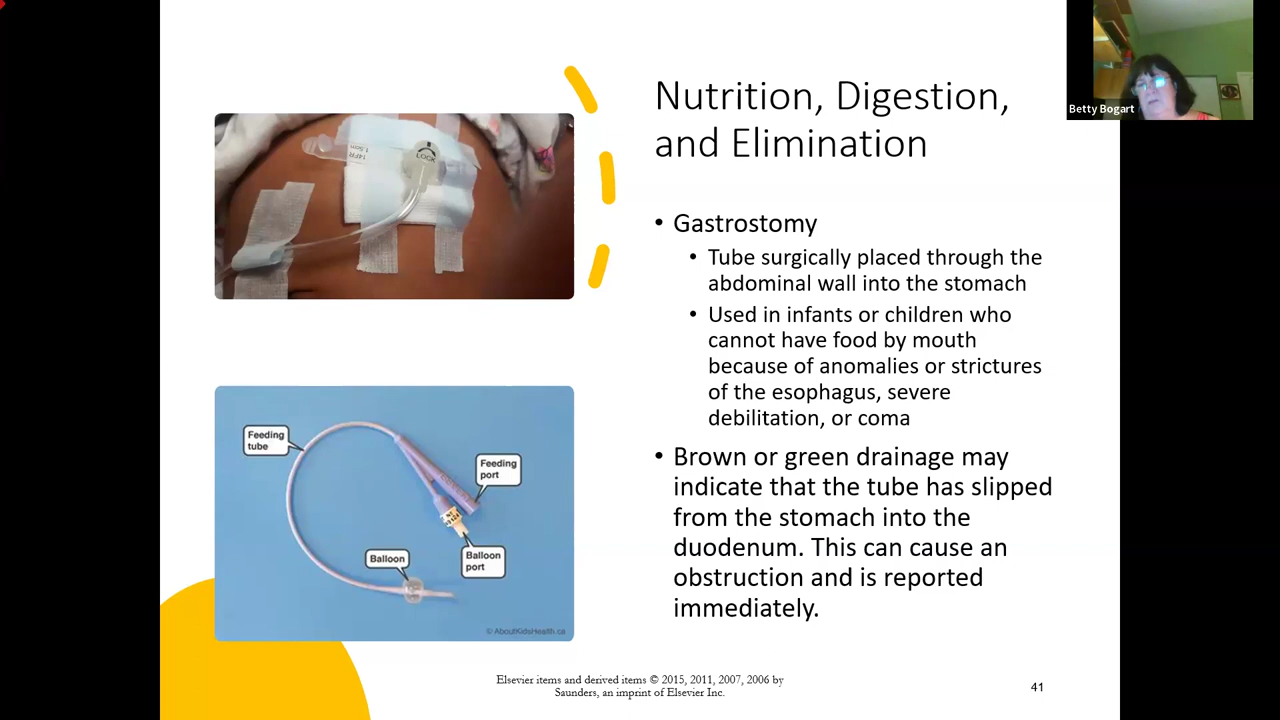 Nutrition, Digestion,
and Elimination
Betty Bogart
• Gastrostomy
• Tube surgically placed through the
abdominal wall into the stomach
• Used in infants or children who
cannot have food by mouth
because of anomalies or strictures
of the esophagus, severe
debilitation, or coma
• Brown or green drainage may
indicate that the tube has slipped
from the stomach into the
duodenum. This can cause an
obstruction and is reported
immediately.
14FR
1.5cm
LOCK
Feeding
tube
Feeding
port
Balloon
Balloon
port
© AboutKidsHealth.ca
Elsevier items and derived items © 2015, 2011, 2007, 2006 by
Saunders, an imprint of Elsevier Inc.
41